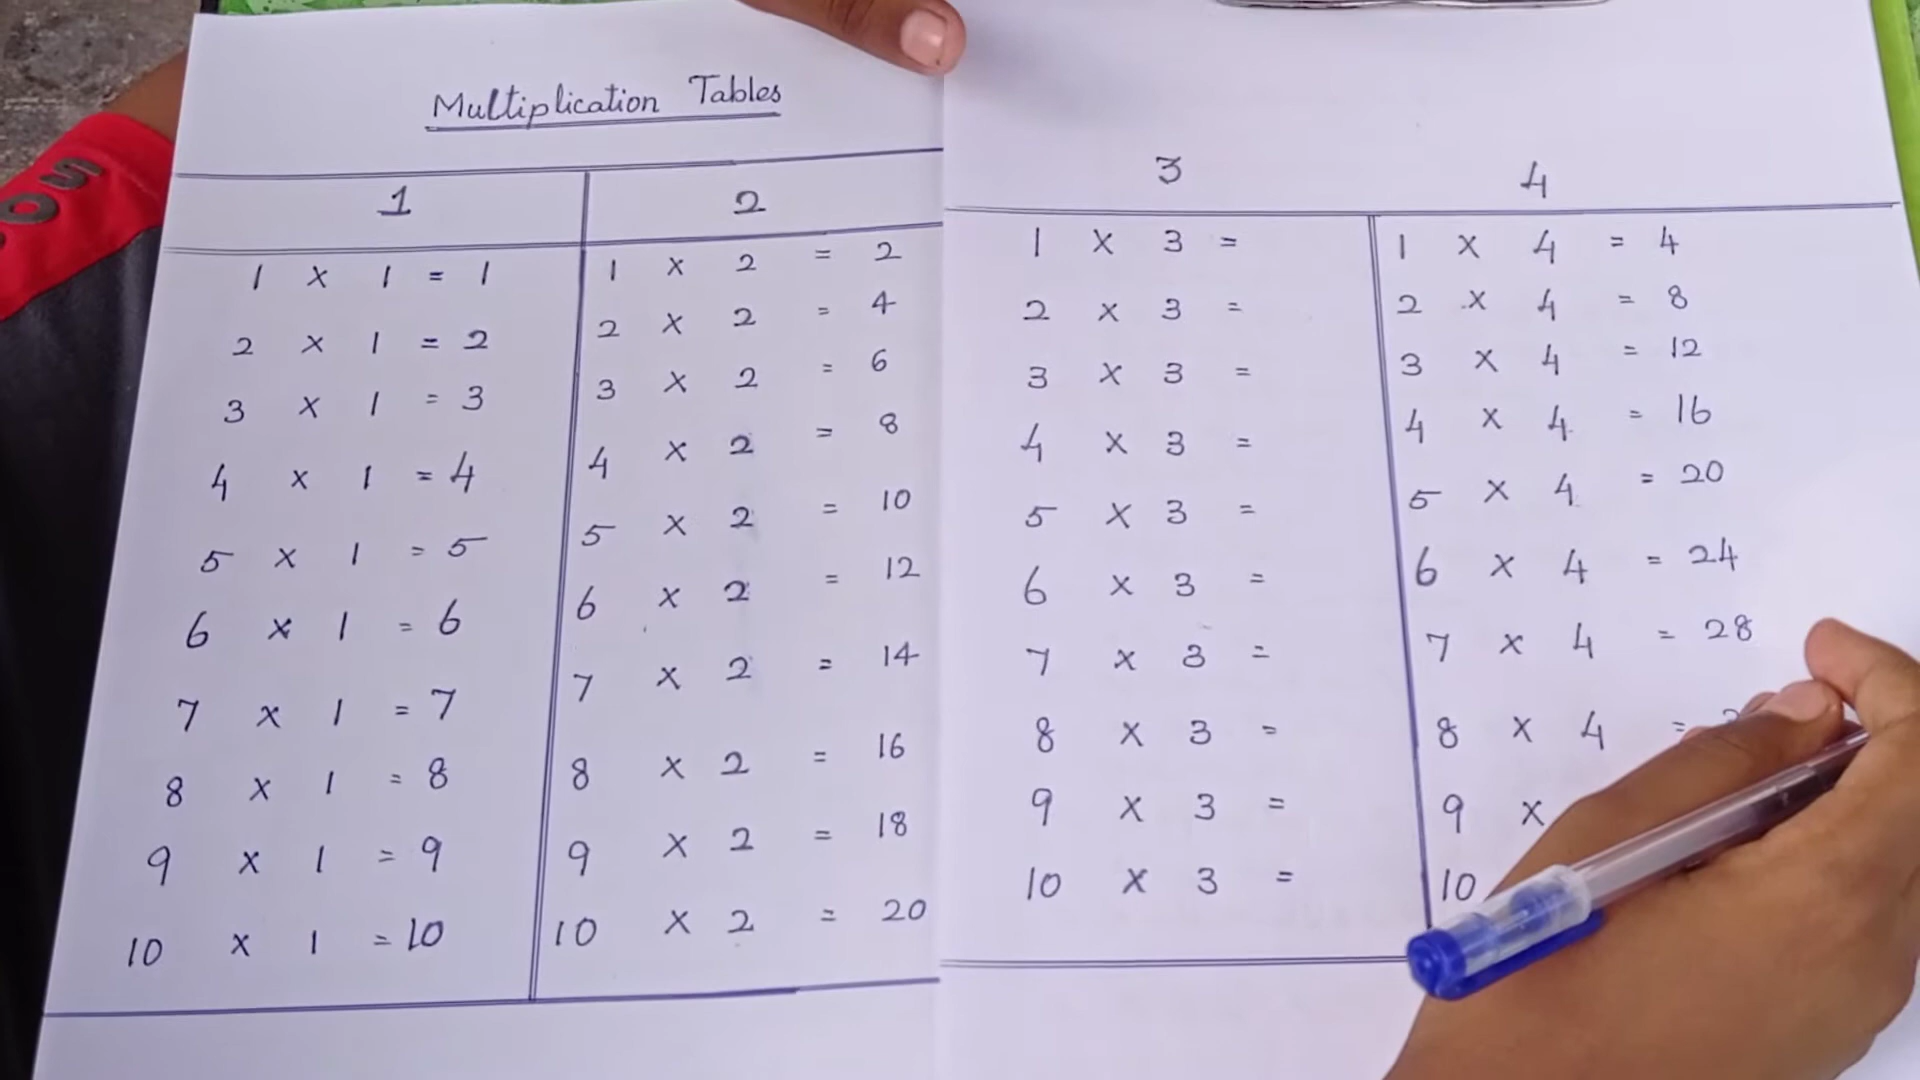 Multiplication Tables
1 2
1 x 1 = 1 1 x 2 = 2
2 x 1 = 2 2 x 2 = 4
3 x 1 = 3 3 x 2 = 6
4 x 1 = 4 4 x 2 = 8
5 x 1 = 5 5 x 2 = 10
6 x 1 = 6 6 x 2 = 12
7 x 1 = 7 7 x 2 = 14
8 x 1 = 8 8 x 2 = 16
9 x 1 = 9 9 x 2 = 18
10 x 1 = 10 10 x 2 = 20
3 4
1 x 3 = 1 x 4 = 4
2 x 3 = 2 x 4 = 8
3 x 3 = 3 x 4 = 12
4 x 3 = 4 x 4 = 16
5 x 3 = 5 x 4 = 20
6 x 3 = 6 x 4 = 24
7 x 3 = 7 x 4 = 28
8 x 3 = 8 x 4 =
9 x 3 = 9 x
10 x 3 = 10